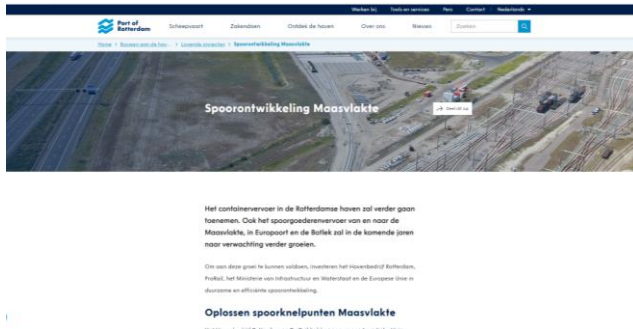 Werken bij Tools en services Pers Contact Nederlands
Port of
Rotterdam
Scheepvaart Zakendoen Ontdek de haven Over ons Nieuws Zoeken
Home > Bouwen aan de hav... > Lopende projecten > Spoorontwikkeling Maasvlakte
Spoorontwikkeling Maasvlakte
Het containervervoer in de Rotterdamse haven zal verder gaan
toenemen. Ook het spoorgoederenvervoer van en naar de
Maasvlakte, in Europoort en de Botlek zal in de komende jaren
naar verwachting verder groeien.
Om aan deze groei te kunnen voldoen, investeren het Havenbedrijf Rotterdam,
ProRail, het Ministerie van Infrastructuur en Waterstaat en de Europese Unie in
duurzame en efficiënte spoorontwikkeling.
Oplossen spoorknelpunten Maasvlakte